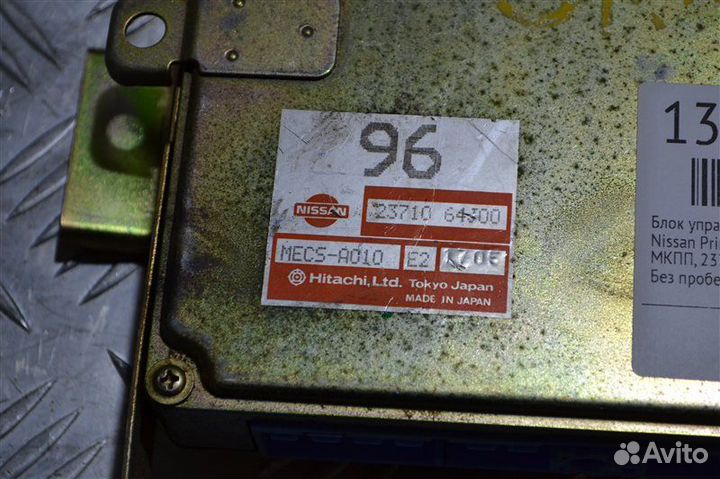 96
NISSAN
23710 64J00
MECS-A010 E2
Hitachi, Ltd. Tokyo Japan
MADE IN JAPAN
13
Блок упра
Nissan Pri
МКПП, 23
Без пробе
Avito